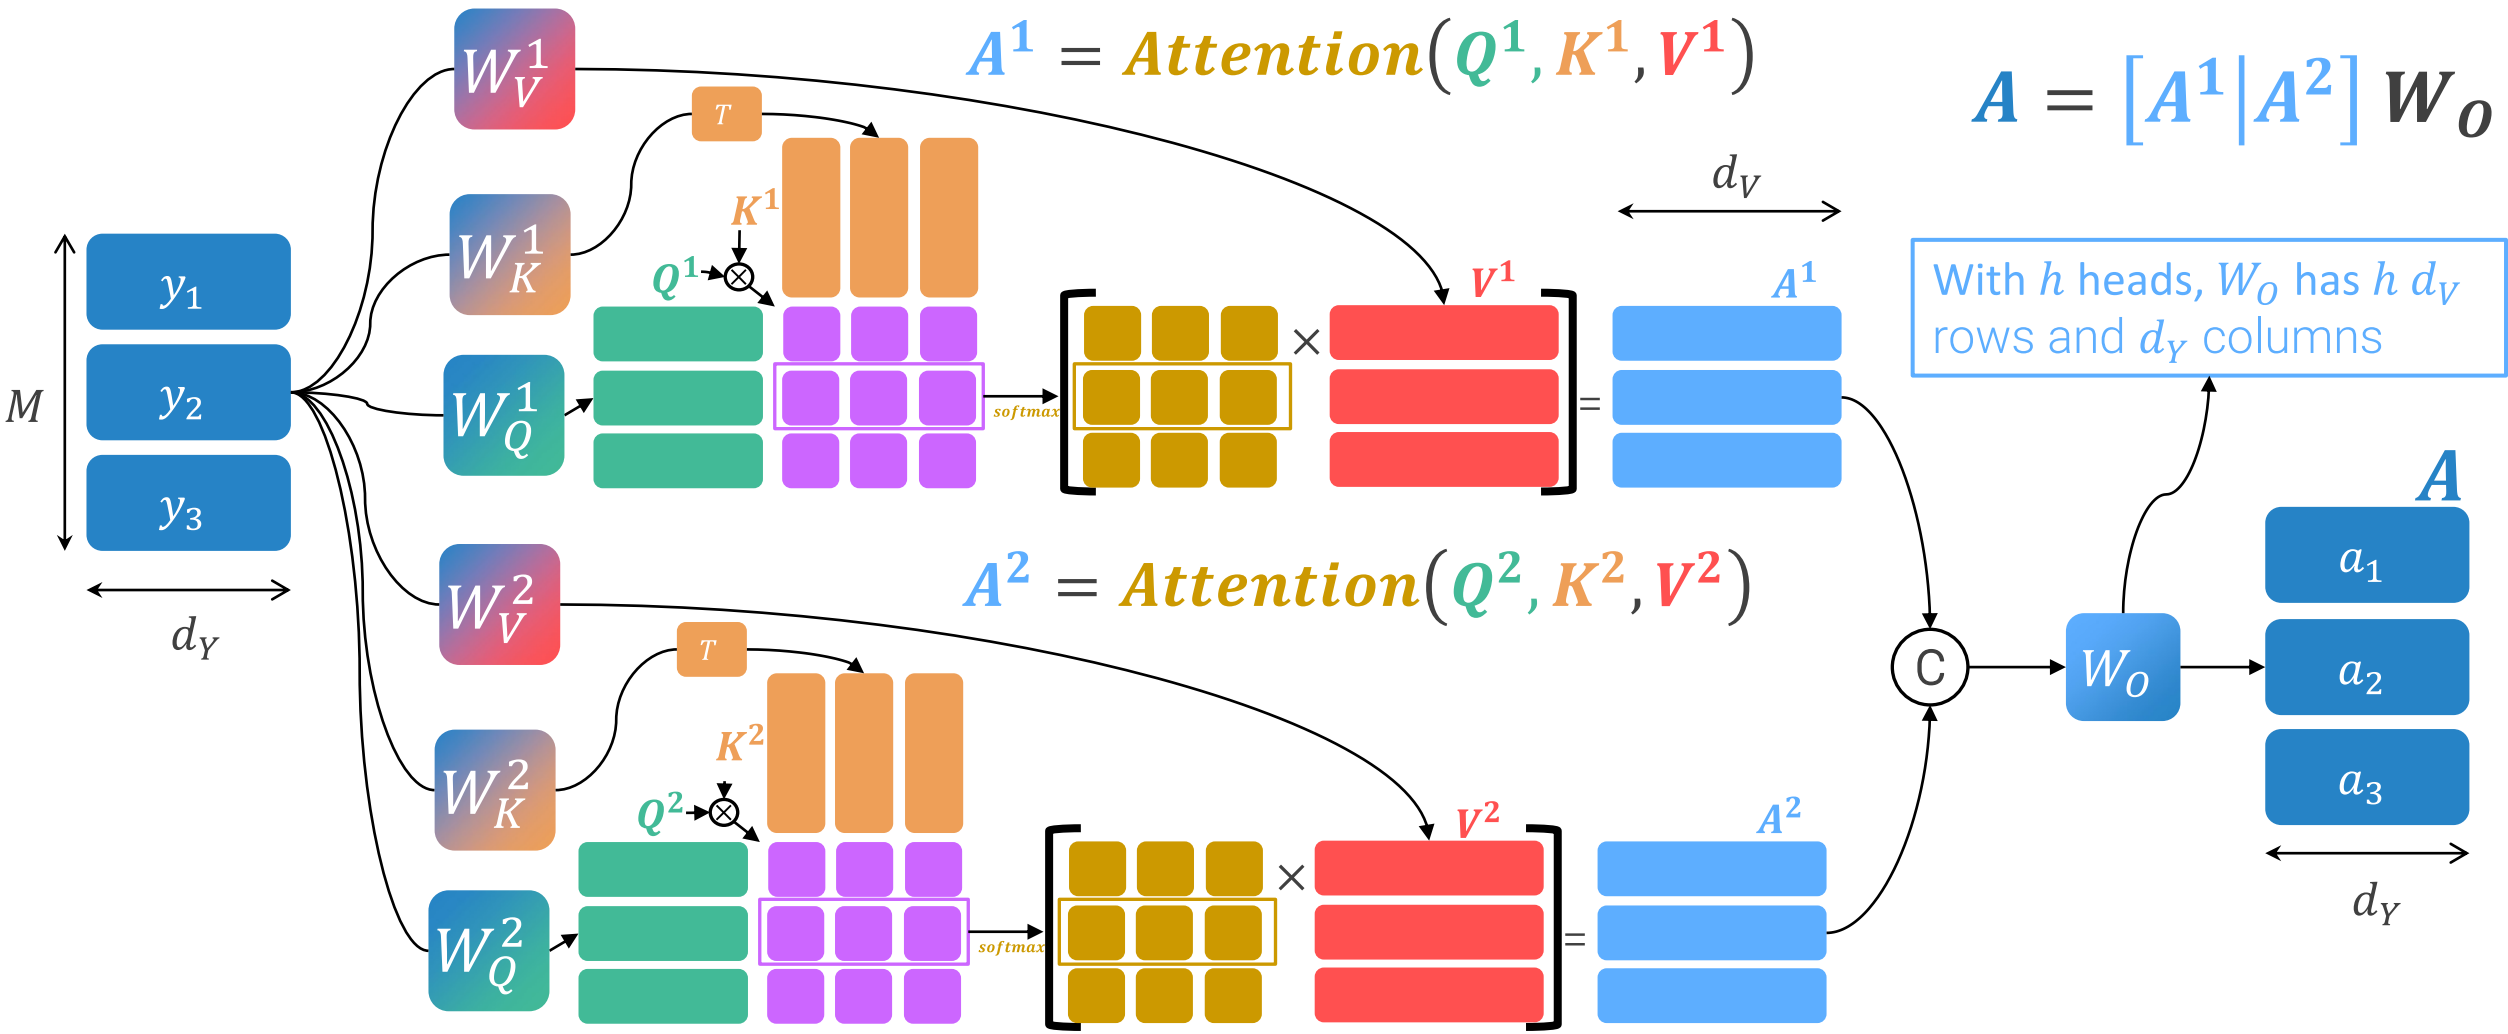 A¹ = Attention(Q¹, K¹, V¹)
A = [A¹|A²] W_O
W_V^1
T
d_V
K¹
W_K^1
Q¹
V¹
A¹
With h heads, W_O has h d_V
rows and d_Y columns
y₁
×
M
y₂
W_Q^1
softmax
=
y₃
A
d_Y
A² = Attention(Q², K², V²)
W_V^2
T
a₁
C
W_O
a₂
K²
W_K^2
Q²
V²
A²
a₃
×
d_Y
W_Q^2
softmax
=